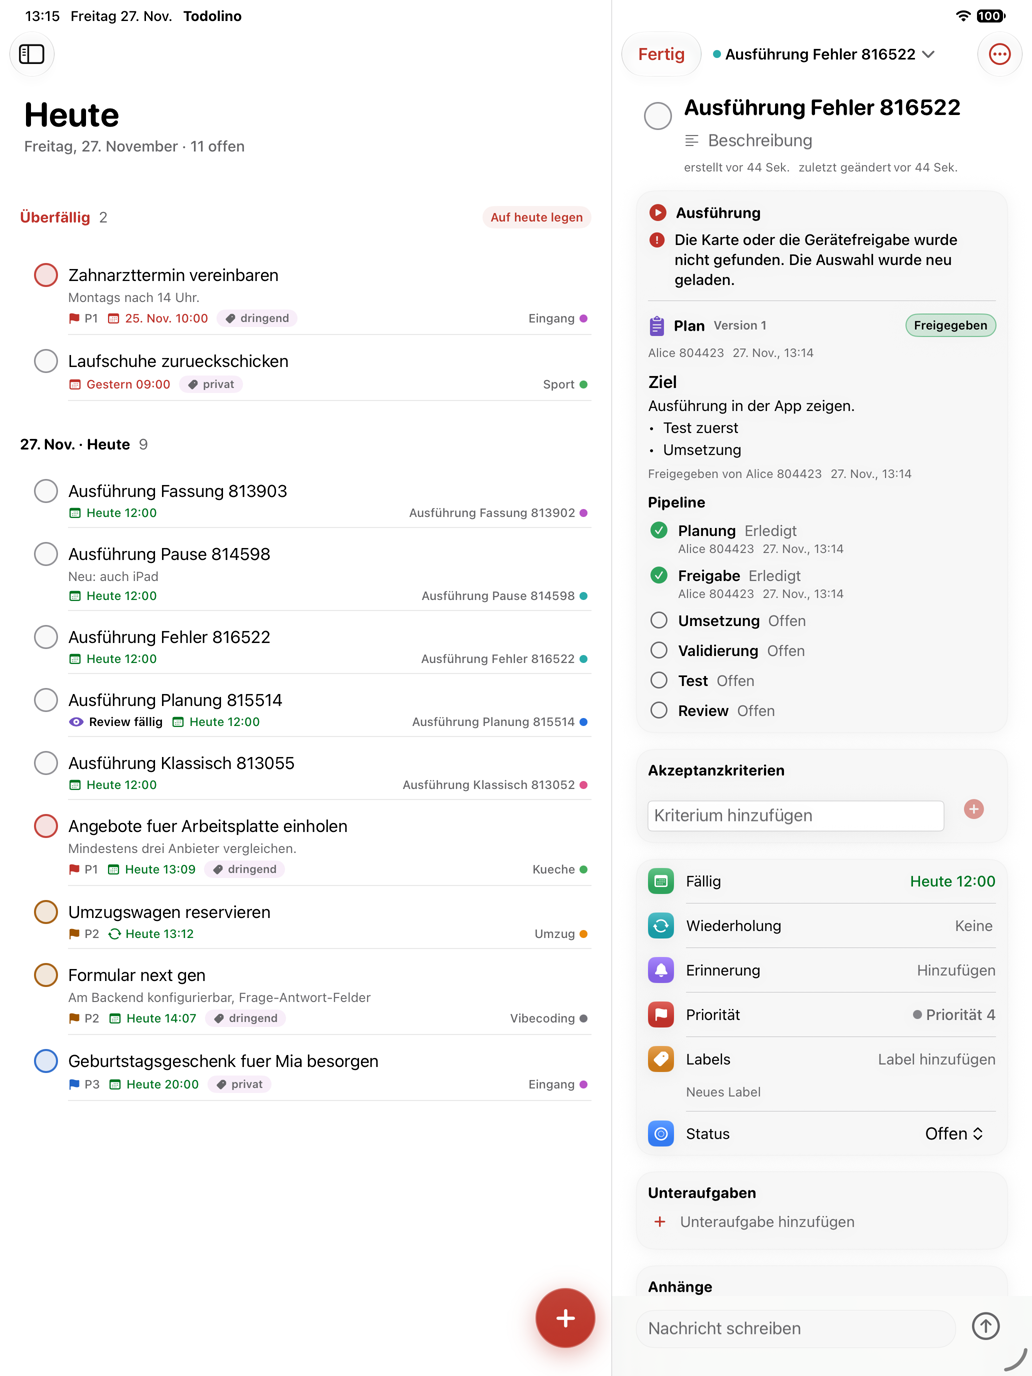 13:15 Freitag 27. Nov. Todolino
100
Heute
Freitag, 27. November · 11 offen
Überfällig 2
Auf heute legen
Zahnarzttermin vereinbaren
Montags nach 14 Uhr.
P1 25. Nov. 10:00 dringend
Eingang
Laufschuhe zurueckschicken
Gestern 09:00 privat
Sport
27. Nov. · Heute 9
Ausführung Fassung 813903
Heute 12:00
Ausführung Fassung 813902
Ausführung Pause 814598
Neu: auch iPad
Heute 12:00
Ausführung Pause 814598
Ausführung Fehler 816522
Heute 12:00
Ausführung Fehler 816522
Ausführung Planung 815514
Review fällig Heute 12:00
Ausführung Planung 815514
Ausführung Klassisch 813055
Heute 12:00
Ausführung Klassisch 813052
Angebote fuer Arbeitsplatte einholen
Mindestens drei Anbieter vergleichen.
P1 Heute 13:09 dringend
Kueche
Umzugswagen reservieren
P2 Heute 13:12
Umzug
Formular next gen
Am Backend konfigurierbar, Frage-Antwort-Felder
P2 Heute 14:07 dringend
Vibecoding
Geburtstagsgeschenk fuer Mia besorgen
P3 Heute 20:00 privat
Eingang
Fertig
Ausführung Fehler 816522
Ausführung Fehler 816522
Beschreibung
erstellt vor 44 Sek. zuletzt geändert vor 44 Sek.
Ausführung
Die Karte oder die Gerätefreigabe wurde
nicht gefunden. Die Auswahl wurde neu
geladen.
Plan Version 1
Freigegeben
Alice 804423 27. Nov., 13:14
Ziel
Ausführung in der App zeigen.
• Test zuerst
• Umsetzung
Freigegeben von Alice 804423 27. Nov., 13:14
Pipeline
Planung Erledigt
Alice 804423 27. Nov., 13:14
Freigabe Erledigt
Alice 804423 27. Nov., 13:14
Umsetzung Offen
Validierung Offen
Test Offen
Review Offen
Akzeptanzkriterien
Kriterium hinzufügen
Fällig
Heute 12:00
Wiederholung
Keine
Erinnerung
Hinzufügen
Priorität
Priorität 4
Labels
Label hinzufügen
Neues Label
Status
Offen
Unteraufgaben
Unteraufgabe hinzufügen
Anhänge
Nachricht schreiben